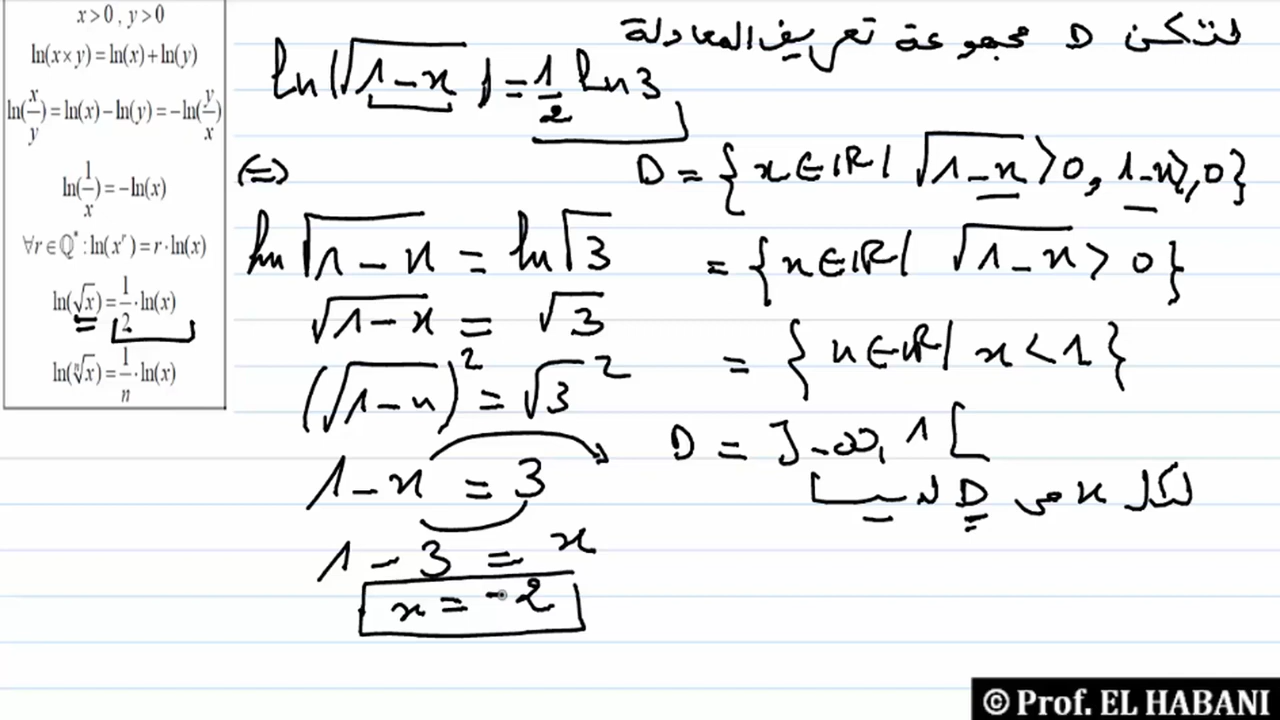 x>0 , y>0
ln(x×y)=ln(x)+ln(y)
ln(x/y)=ln(x)−ln(y)=−ln(y/x)
ln(1/x)=−ln(x)
∀r∈ℚ*:ln(xʳ)=r·ln(x)
ln(√x)=1/2·ln(x)
ln(ⁿ√x)=1/n·ln(x)
ln(√(1−x))=1/2 ln3
(=)
ln√(1−x) = ln√3
√(1−x) = √3
(√(1−x))² = √3²
1−x = 3
1−3 = x
x = −2
لتكن D مجموعة تعريف المعادلة
D = {x∈ℝ/ √(1−x) >0, 1−x≥0}
= {x∈ℝ/ √(1−x) > 0}
= {x∈ℝ/ x<1}
D = ]−∞, 1[
لكل x من D لدينا
© Prof. EL HABANI